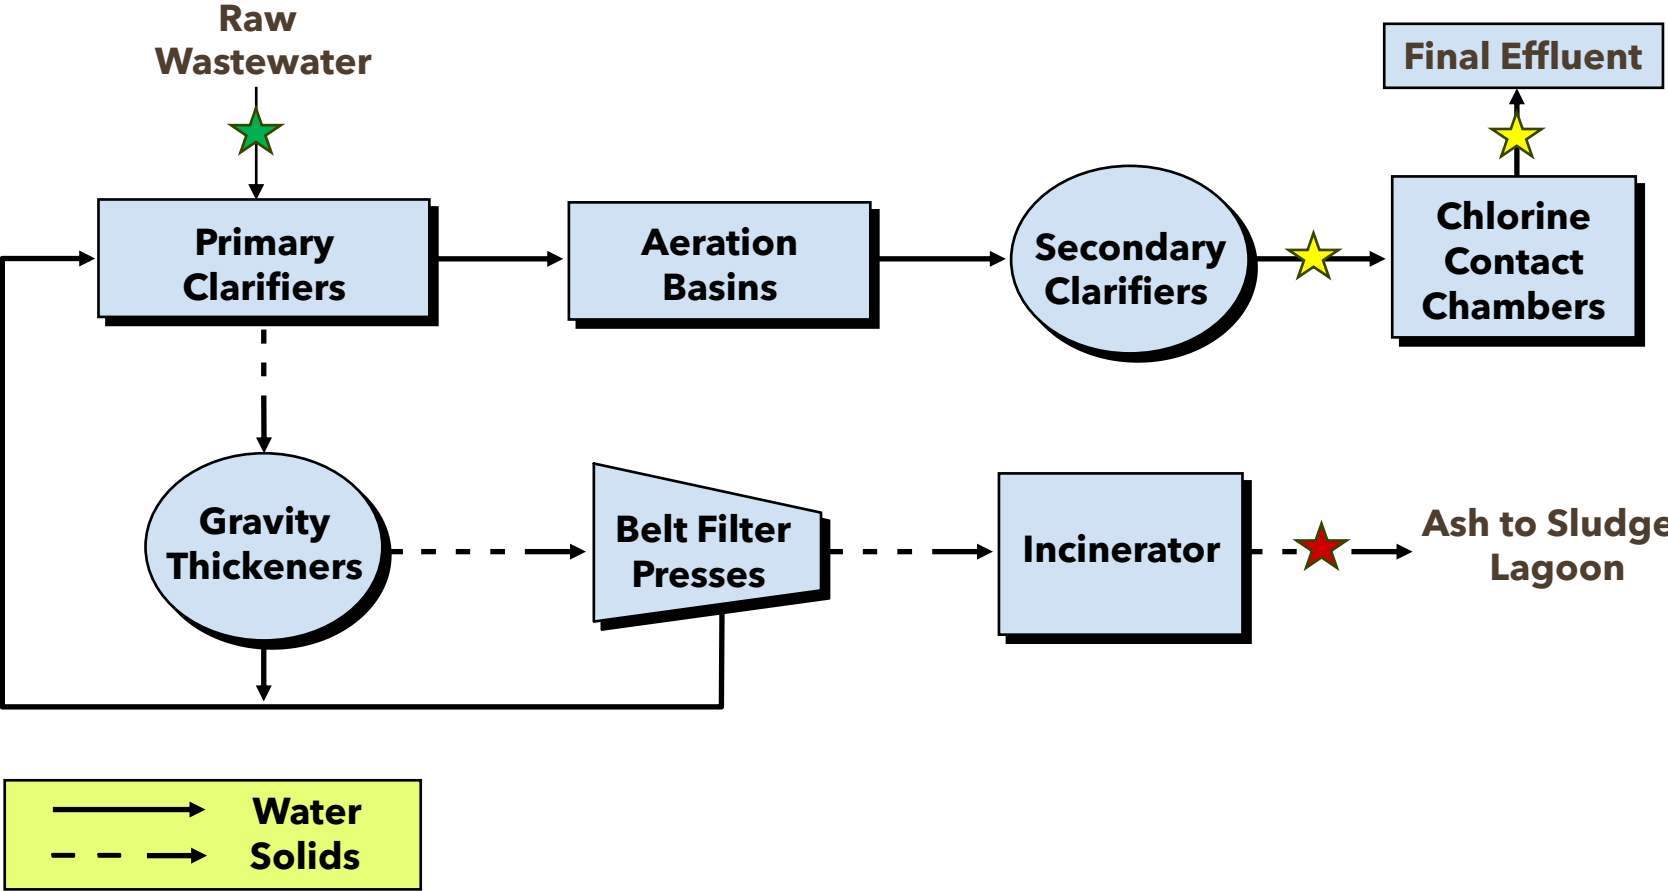 Raw
Wastewater
Final Effluent
Primary
Clarifiers
Aeration
Basins
Secondary
Clarifiers
Chlorine
Contact
Chambers
Gravity
Thickeners
Belt Filter
Presses
Incinerator
Ash to Sludge
Lagoon
Water
Solids